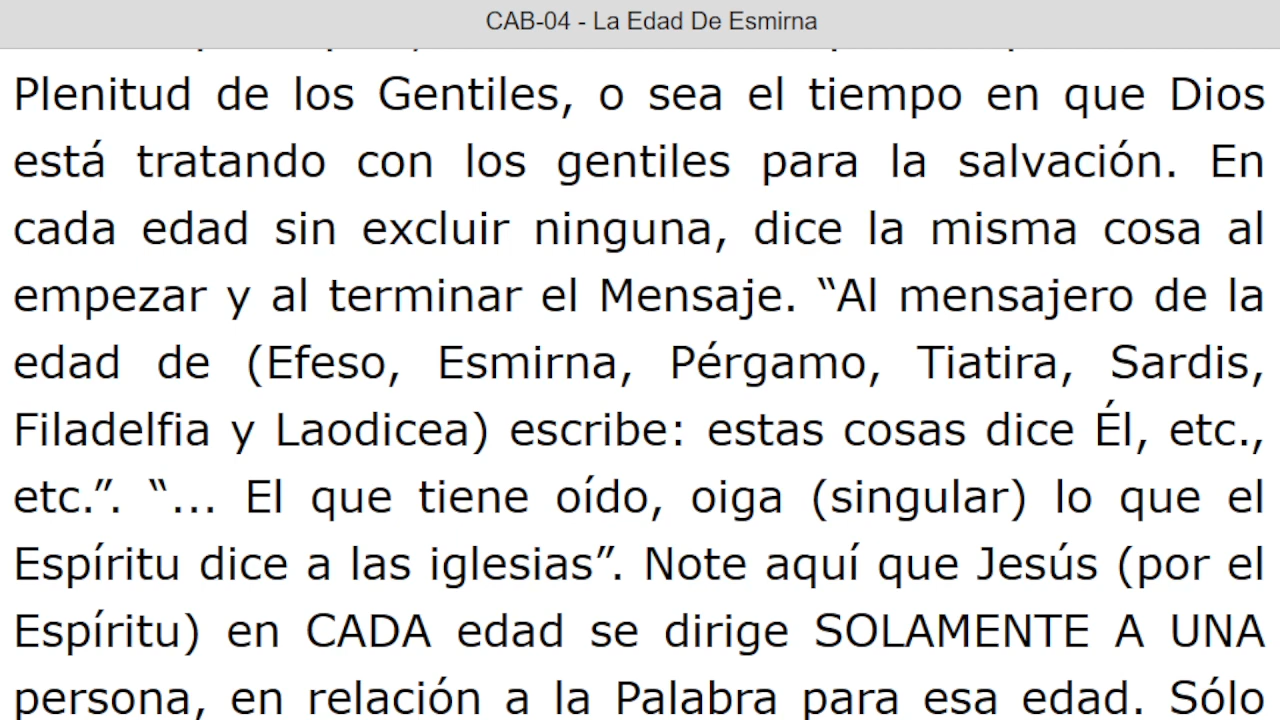 CAB-04 - La Edad De Esmirna
Plenitud de los Gentiles, o sea el tiempo en que Dios
está tratando con los gentiles para la salvación. En
cada edad sin excluir ninguna, dice la misma cosa al
empezar y al terminar el Mensaje. “Al mensajero de la
edad de (Efeso, Esmirna, Pérgamo, Tiatira, Sardis,
Filadelfia y Laodicea) escribe: estas cosas dice Él, etc.,
etc.”. “... El que tiene oído, oiga (singular) lo que el
Espíritu dice a las iglesias”. Note aquí que Jesús (por el
Espíritu) en CADA edad se dirige SOLAMENTE A UNA
persona, en relación a la Palabra para esa edad. Sólo